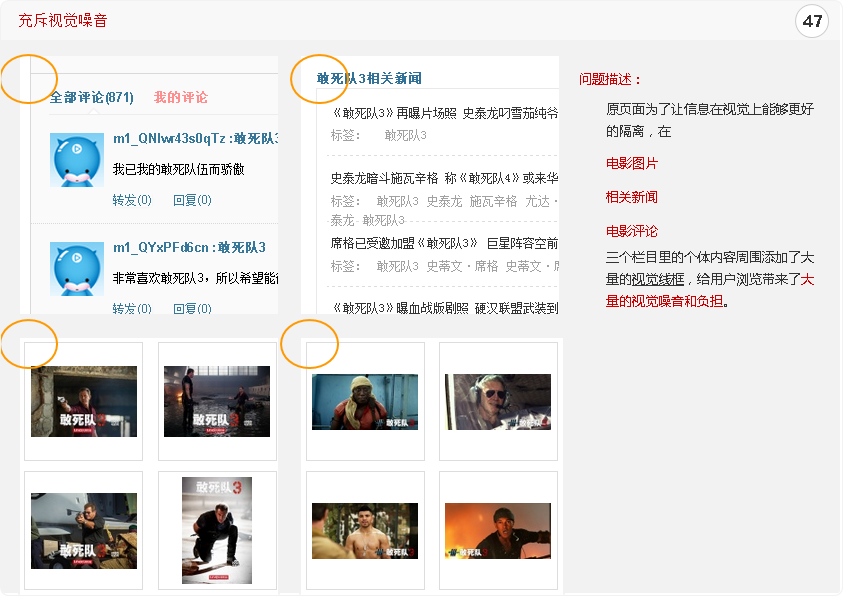 充斥视觉噪音
47
全部评论(871) 我的评论
m1_QNlwr43s0qTz :敢死队3
我已我的敢死队伍而骄傲
转发(0) 回复(0)
m1_QYxPFd6cn :敢死队3
非常喜欢敢死队3，所以希望能
转发(0) 回复(0)
敢死队3相关新闻
《敢死队3》再曝片场照 史泰龙叼雪茄纯爷
标签： 敢死队3
史泰龙暗斗施瓦辛格 称《敢死队4》或来华
标签： 敢死队3 史泰龙 施瓦辛格 尤达·
泰龙 敢死队3
席格已受邀加盟《敢死队3》 巨星阵容空前
标签： 敢死队3 史蒂文·席格 史蒂文·席
《敢死队3》曝血战版剧照 硬汉联盟武装到
问题描述：
原页面为了让信息在视觉上能够更好
的隔离，在
电影图片
相关新闻
电影评论
三个栏目里的个体内容周围添加了大
量的视觉线框，给用户浏览带来了大
量的视觉噪音和负担。
敢死队3
敢死队3
敢死队3
敢死队3
敢死队3
敢死队3
敢死队3
敢死队3